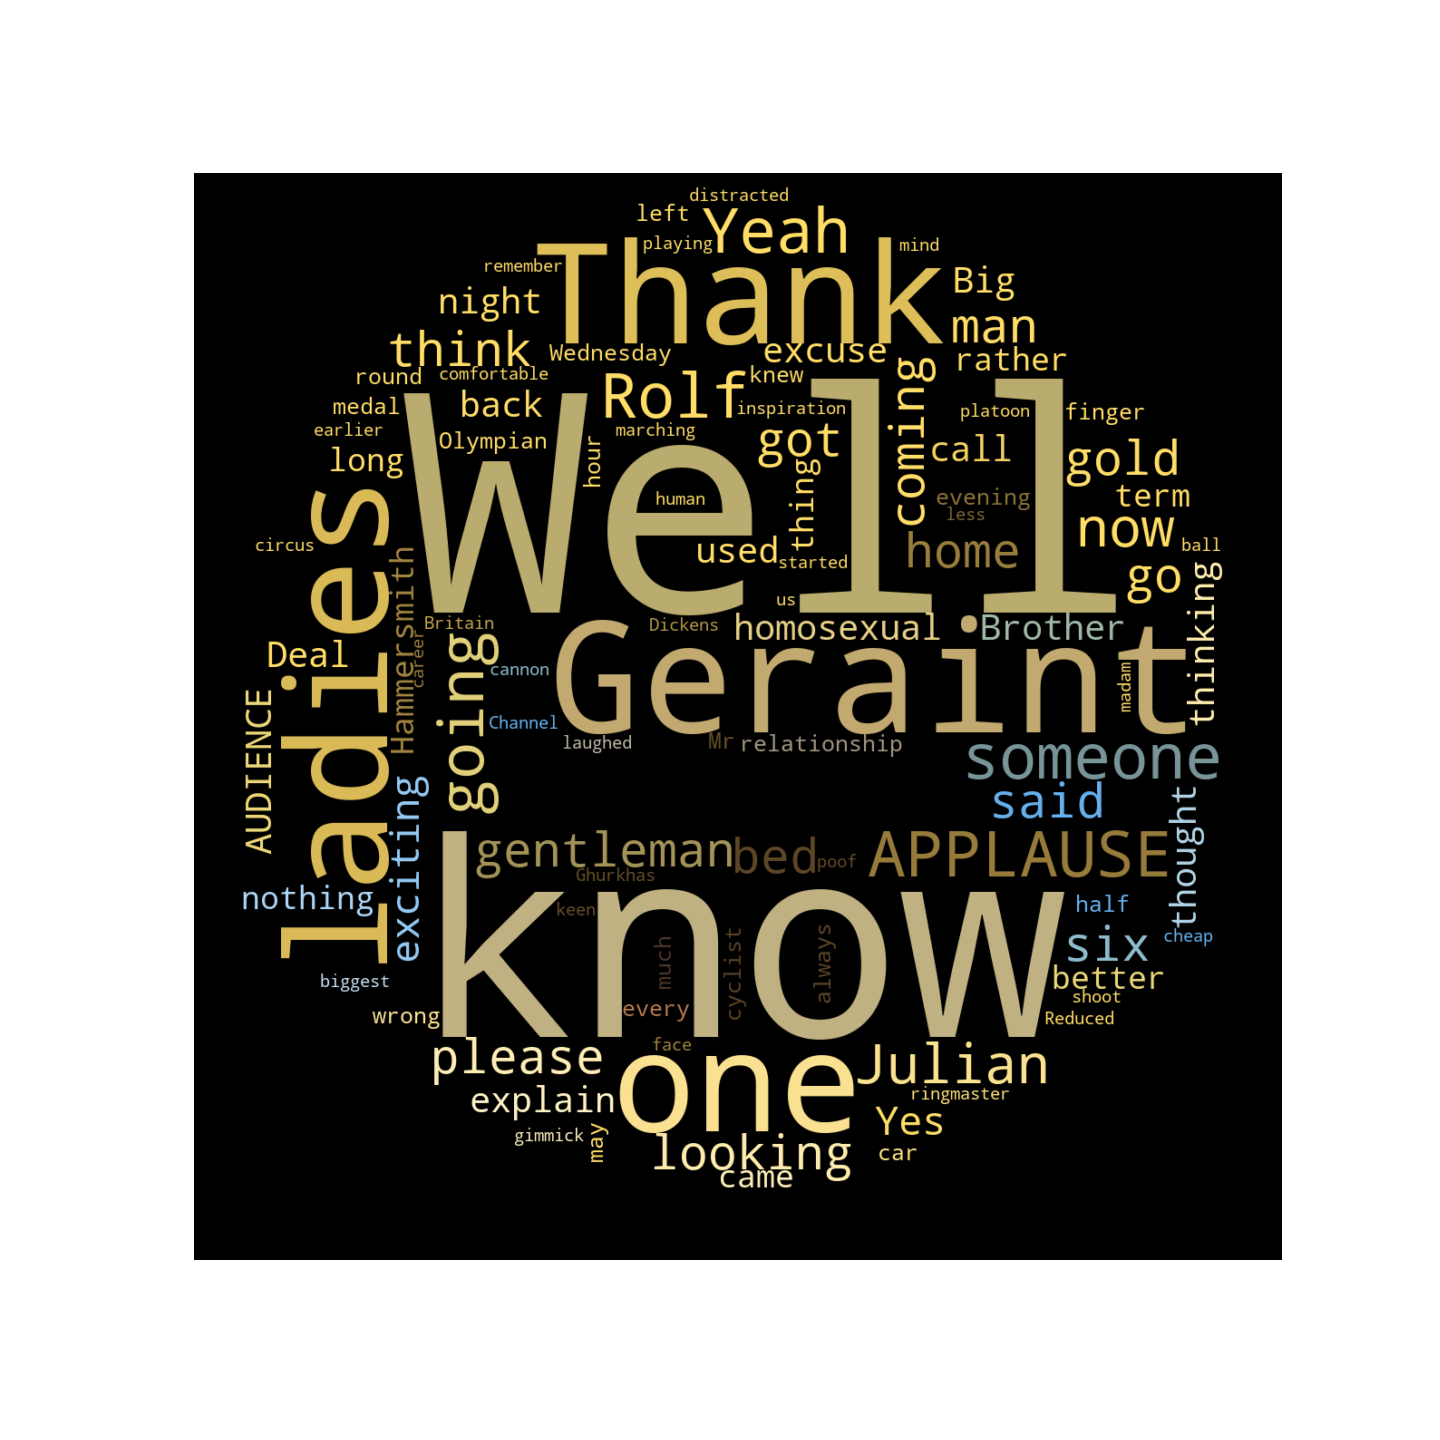 distracted
left
Yeah
playing
mind
Thank
remember
Big
night
man
think
Wednesday
excuse
rather
round
comfortable
knew
coming
Rolf
medal
back
inspiration
platoon
finger
earlier
Olympian
marching
got
call
long
hour
thing
gold
Well
human
evening
term
less
now
ladies
circus
used
started
home
ball
go
us
thinking
Hammersmith
Britain
Dickens
homosexual
Brother
Deal
career
going
cannon
Geraint
madam
AUDIENCE
Channel
laughed
Mr
relationship
someone
exciting
said
thought
gentleman
bed
poof
APPLAUSE
Ghurkhas
nothing
keen
half
know
much
cyclist
always
six
cheap
biggest
better
wrong
every
shoot
Reduced
please
face
one
Julian
explain
ringmaster
gimmick
may
Yes
looking
car
came